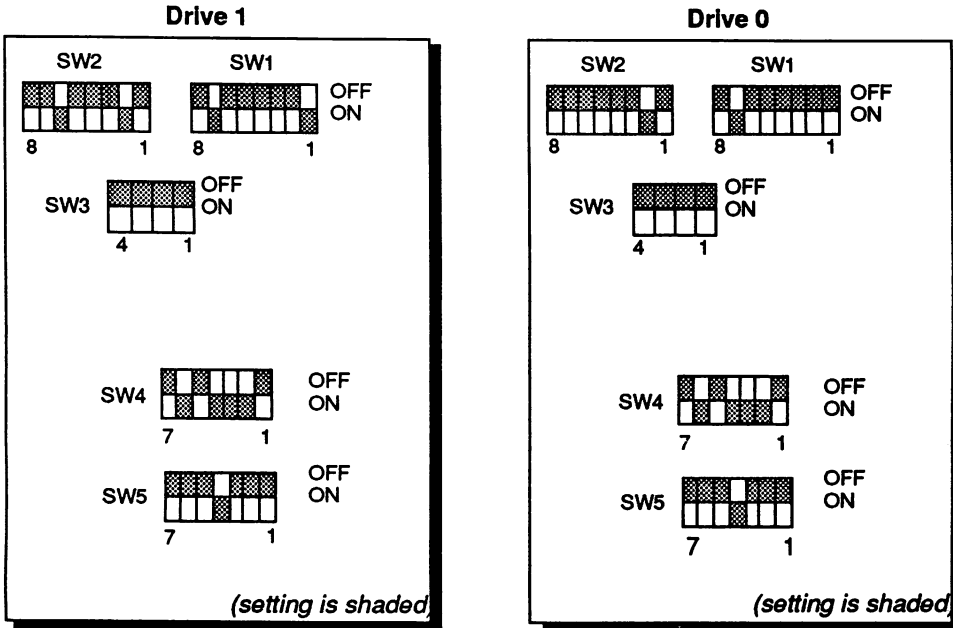 Drive 1
SW2 SW1
OFF
ON
8 1 8 1
SW3 OFF
ON
4 1
SW4 OFF
ON
7 1
SW5 OFF
ON
7 1
(setting is shaded)
Drive 0
SW2 SW1
OFF
ON
8 1 8 1
SW3 OFF
ON
4 1
SW4 OFF
ON
7 1
SW5 OFF
ON
7 1
(setting is shaded)